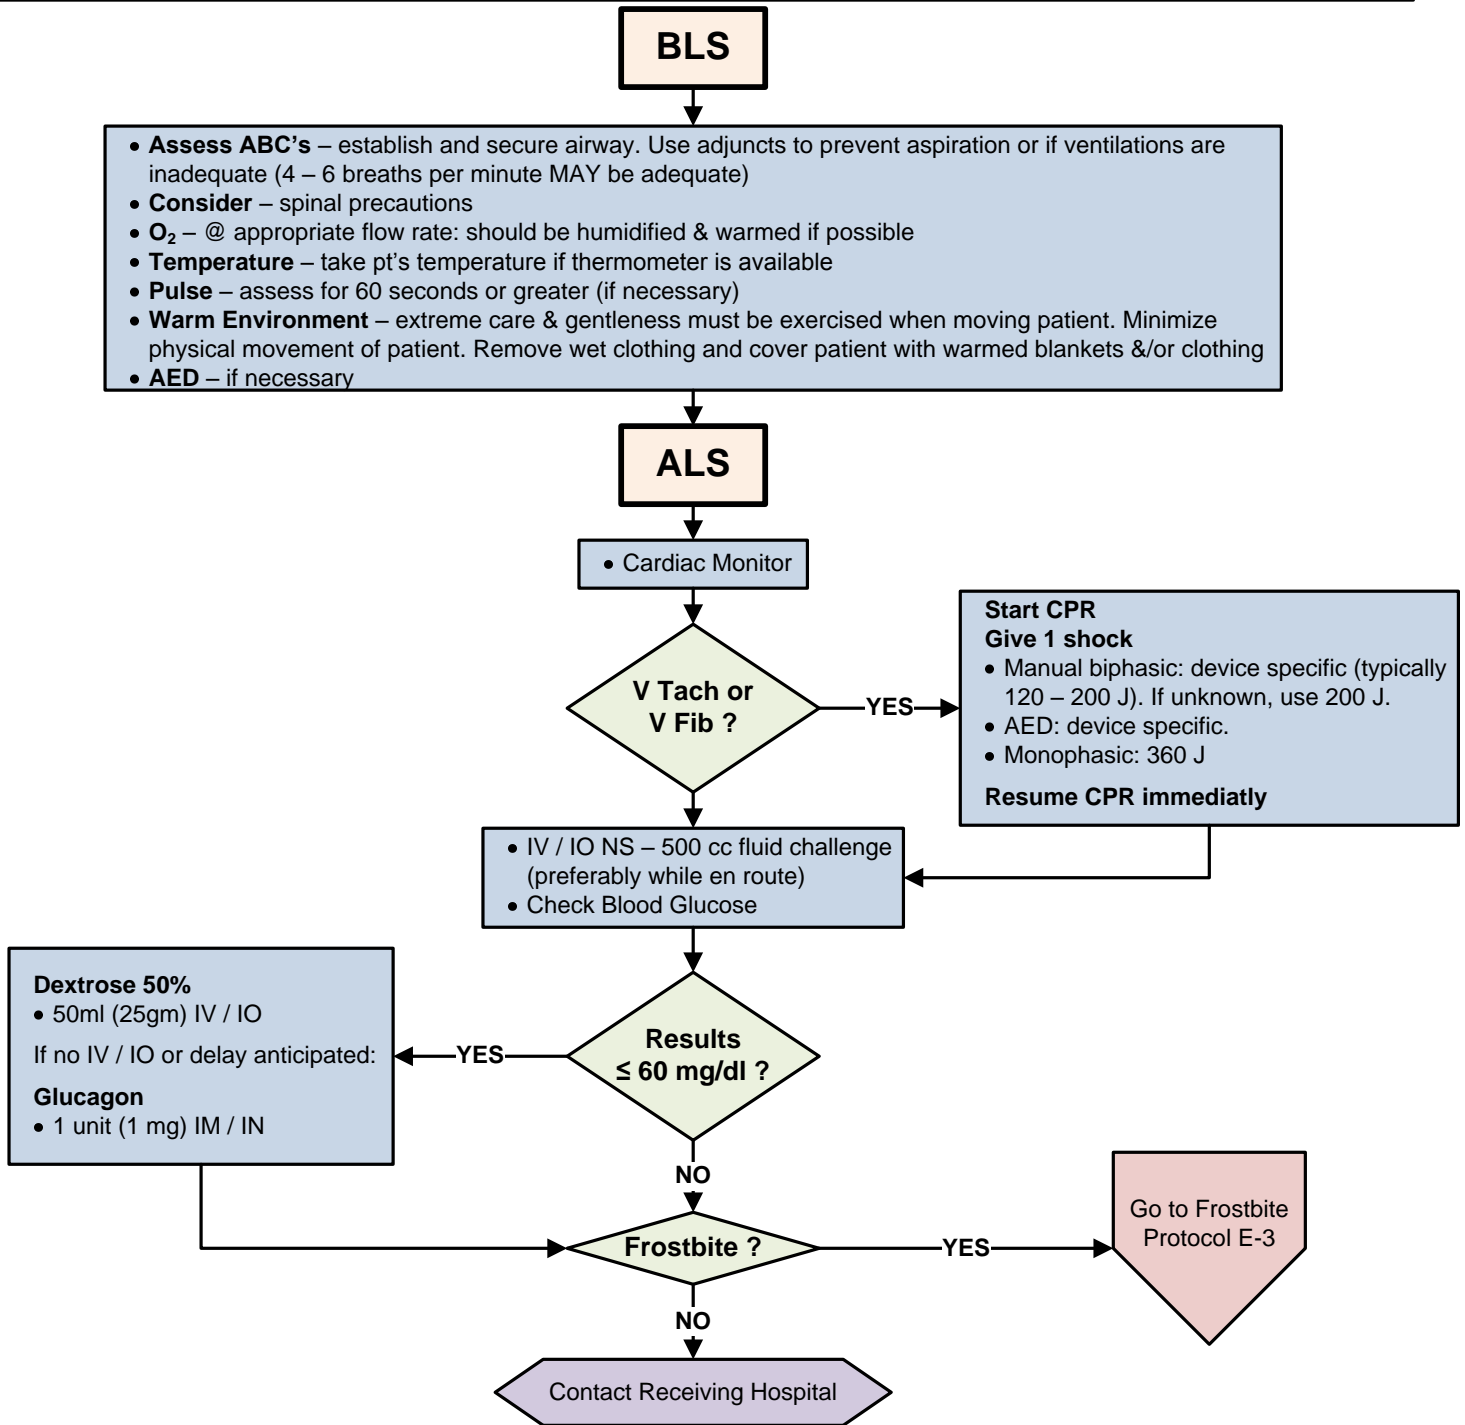 BLS
• Assess ABC's – establish and secure airway. Use adjuncts to prevent aspiration or if ventilations are
inadequate (4 – 6 breaths per minute MAY be adequate)
• Consider – spinal precautions
• O₂ – @ appropriate flow rate: should be humidified & warmed if possible
• Temperature – take pt's temperature if thermometer is available
• Pulse – assess for 60 seconds or greater (if necessary)
• Warm Environment – extreme care & gentleness must be exercised when moving patient. Minimize
physical movement of patient. Remove wet clothing and cover patient with warmed blankets &/or clothing
• AED – if necessary
ALS
• Cardiac Monitor
V Tach or
V Fib ?
YES
Start CPR
Give 1 shock
• Manual biphasic: device specific (typically
120 – 200 J). If unknown, use 200 J.
• AED: device specific.
• Monophasic: 360 J
Resume CPR immediatly
• IV / IO NS – 500 cc fluid challenge
(preferably while en route)
• Check Blood Glucose
Results
≤ 60 mg/dl ?
YES
Dextrose 50%
• 50ml (25gm) IV / IO
If no IV / IO or delay anticipated:
Glucagon
• 1 unit (1 mg) IM / IN
NO
Frostbite ?
YES
Go to Frostbite
Protocol E-3
NO
Contact Receiving Hospital